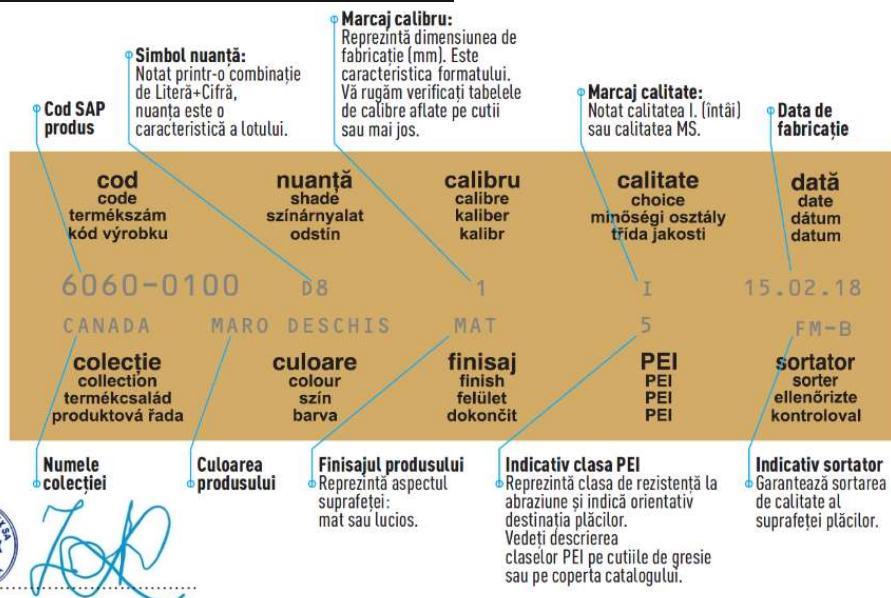 Marcaj calibru:
Reprezintă dimensiunea de
fabricație (mm). Este
caracteristica formatului.
Vă rugăm verificați tabelele
de calibre aflate pe cutii
sau mai jos.
Simbol nuanță:
Notat printr-o combinație
de Literă+Cifră,
nuanța este o
caracteristică a lotului.
Marcaj calitate:
Notat calitatea I. (întâi)
sau calitatea MS.
Cod SAP
produs
Data de
fabricație
cod
code
termékszám
kód výrobku
nuanță
shade
színárnyalat
odstín
calibru
calibre
kaliber
kalibr
calitate
choice
minőségi osztály
třída jakosti
dată
date
dátum
datum
6060-0100 D8 1 I 15.02.18
CANADA MARO DESCHIS MAT 5 FM-B
colecție
collection
termékcsalád
produktová řada
culoare
colour
szín
barva
finisaj
finish
felület
dokončit
PEI
PEI
PEI
PEI
sortator
sorter
ellenőrizte
kontroloval
Numele
colecției
Culoarea
produsului
Finisajul produsului
Reprezintă aspectul
suprafeței:
mat sau lucios.
Indicativ clasa PEI
Reprezintă clasa de rezistență la
abraziune și indică orientativ
destinația plăcilor.
Vedeți descrierea
claselor PEI pe cutiile de gresie
sau pe coperta catalogului.
Indicativ sortator
Garantează sortarea
de calitate al
suprafeței plăcilor.